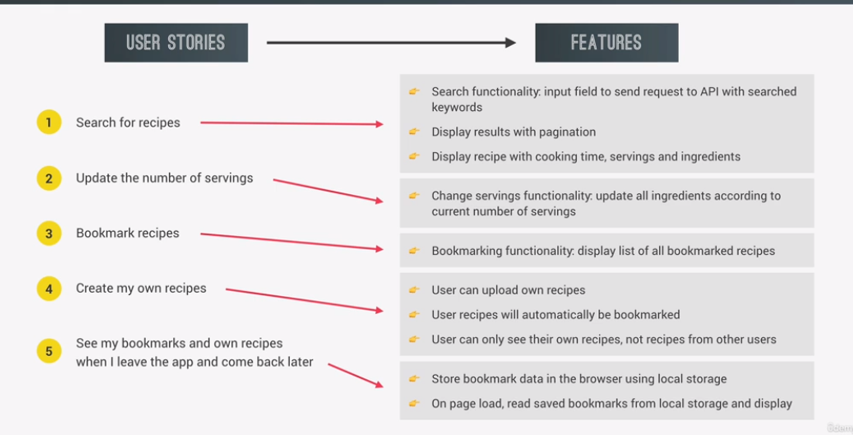 USER STORIES
FEATURES
1 Search for recipes
Search functionality: input field to send request to API with searched
keywords
Display results with pagination
Display recipe with cooking time, servings and ingredients
2 Update the number of servings
Change servings functionality: update all ingredients according to
current number of servings
3 Bookmark recipes
Bookmarking functionality: display list of all bookmarked recipes
4 Create my own recipes
User can upload own recipes
User recipes will automatically be bookmarked
User can only see their own recipes, not recipes from other users
5 See my bookmarks and own recipes
when I leave the app and come back later
Store bookmark data in the browser using local storage
On page load, read saved bookmarks from local storage and display